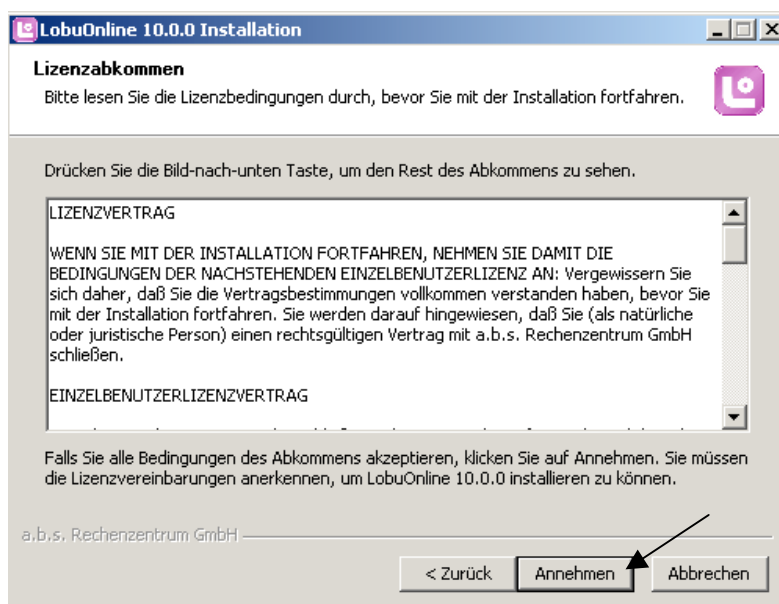 LobuOnline 10.0.0 Installation
Lizenzabkommen
Bitte lesen Sie die Lizenzbedingungen durch, bevor Sie mit der Installation fortfahren.
Drücken Sie die Bild-nach-unten Taste, um den Rest des Abkommens zu sehen.
LIZENZVERTRAG
WENN SIE MIT DER INSTALLATION FORTFAHREN, NEHMEN SIE DAMIT DIE
BEDINGUNGEN DER NACHSTEHENDEN EINZELBENUTZERLIZENZ AN: Vergewissern Sie
sich daher, daß Sie die Vertragsbestimmungen vollkommen verstanden haben, bevor Sie
mit der Installation fortfahren. Sie werden darauf hingewiesen, daß Sie (als natürliche
oder juristische Person) einen rechtsgültigen Vertrag mit a.b.s. Rechenzentrum GmbH
schließen.
EINZELBENUTZERLIZENZVERTRAG
Falls Sie alle Bedingungen des Abkommens akzeptieren, klicken Sie auf Annehmen. Sie müssen
die Lizenzvereinbarungen anerkennen, um LobuOnline 10.0.0 installieren zu können.
a.b.s. Rechenzentrum GmbH
< Zurück Annehmen Abbrechen